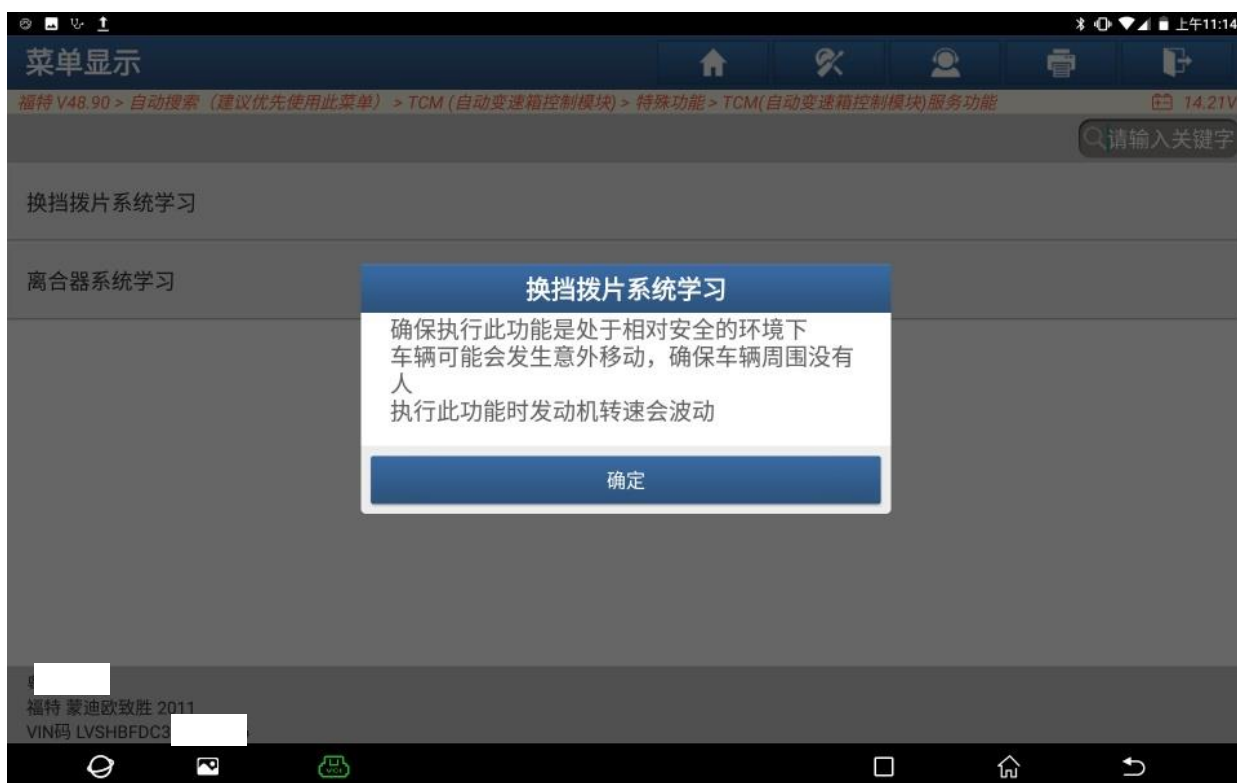 上午11:14
菜单显示
福特 V48.90 > 自动搜索（建议优先使用此菜单）> TCM (自动变速箱控制模块) > 特殊功能 > TCM(自动变速箱控制模块)服务功能
14.21V
请输入关键字
换挡拨片系统学习
离合器系统学习
换挡拨片系统学习
确保执行此功能是处于相对安全的环境下
车辆可能会发生意外移动，确保车辆周围没有
人
执行此功能时发动机转速会波动
确定
福特 蒙迪欧致胜 2011
VIN码 LVSHBFDC3
VCI